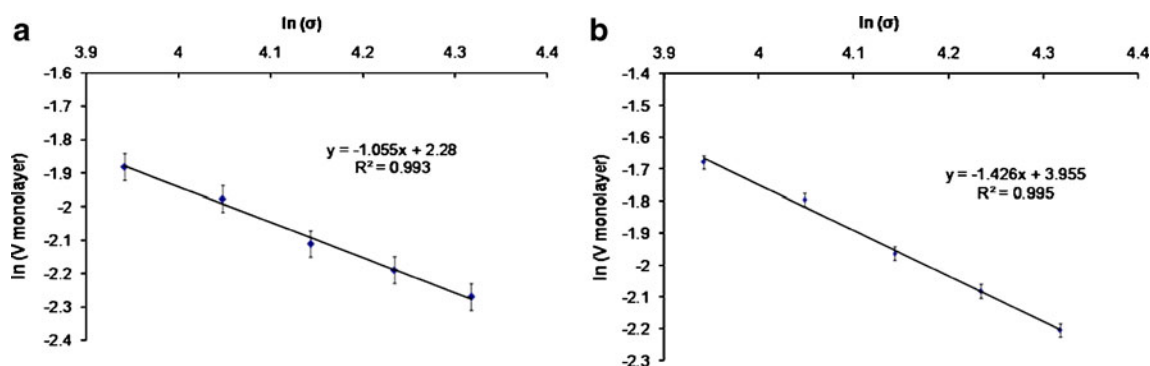 a
ln (σ)
3.9 4 4.1 4.2 4.3 4.4
-1.6
-1.7
-1.8
-1.9
-2
-2.1
-2.2
-2.3
-2.4
ln (V monolayer)
y = -1.055x + 2.28
R² = 0.993
b
ln (σ)
3.9 4 4.1 4.2 4.3 4.4
-1.4
-1.5
-1.6
-1.7
-1.8
-1.9
-2
-2.1
-2.2
-2.3
ln (V monolayer)
y = -1.426x + 3.955
R² = 0.995